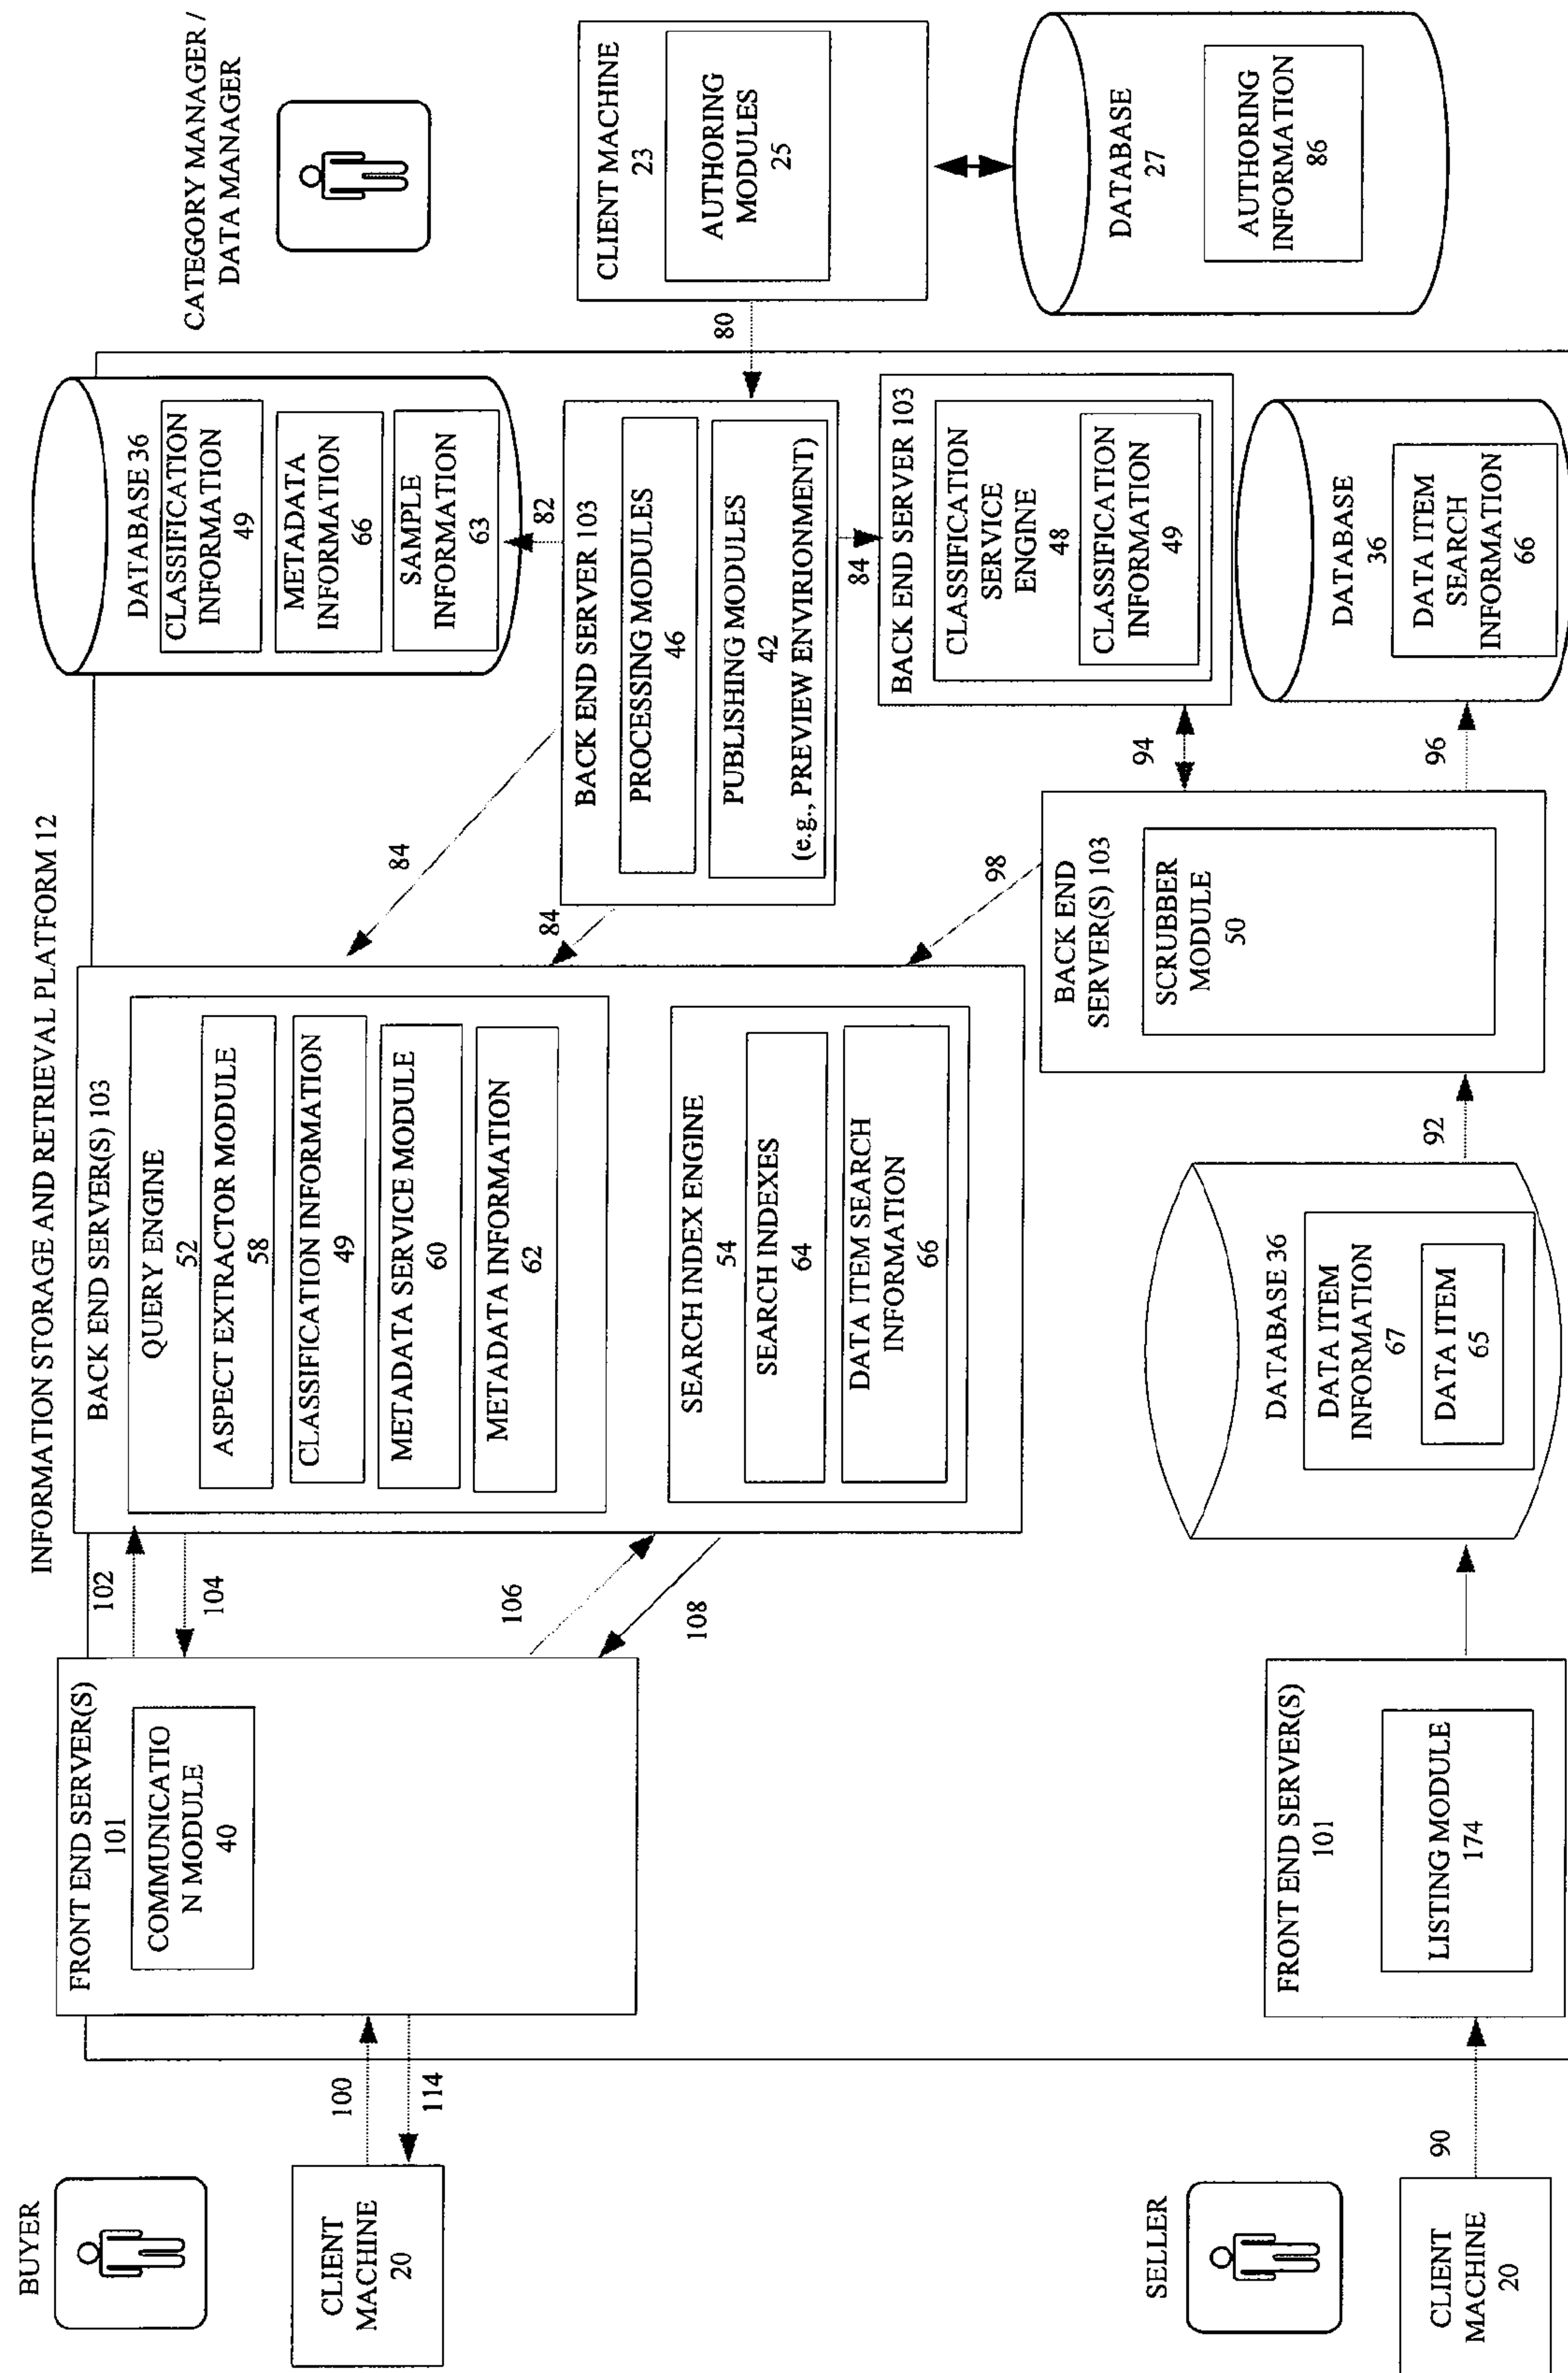 INFORMATION STORAGE AND RETRIEVAL PLATFORM 12
BUYER
CLIENT
MACHINE
20
100
114
FRONT END SERVER(S)
101
COMMUNICATIO
N MODULE
40
102
104
106
108
BACK END SERVER(S) 103
QUERY ENGINE
52
ASPECT EXTRACTOR MODULE
58
CLASSIFICATION INFORMATION
49
METADATA SERVICE MODULE
60
METADATA INFORMATION
62
SEARCH INDEX ENGINE
54
SEARCH INDEXES
64
DATA ITEM SEARCH
INFORMATION
66
84
84
98
DATABASE 36
CLASSIFICATION
INFORMATION
49
METADATA
INFORMATION
66
SAMPLE
INFORMATION
63
82
BACK END SERVER 103
PROCESSING MODULES
46
PUBLISHING MODULES
42
(e.g., PREVIEW ENVIRIONMENT)
84
BACK END SERVER 103
CLASSIFICATION
SERVICE
ENGINE
48
CLASSIFICATION
INFORMATION
49
DATABASE
36
DATA ITEM
SEARCH
INFORMATION
66
94
96
BACK END
SERVER(S) 103
SCRUBBER
MODULE
50
92
DATABASE 36
DATA ITEM
INFORMATION
67
DATA ITEM
65
FRONT END SERVER(S)
101
LISTING MODULE
174
90
SELLER
CLIENT
MACHINE
20
CATEGORY MANAGER /
DATA MANAGER
CLIENT MACHINE
23
AUTHORING
MODULES
25
80
DATABASE
27
AUTHORING
INFORMATION
86